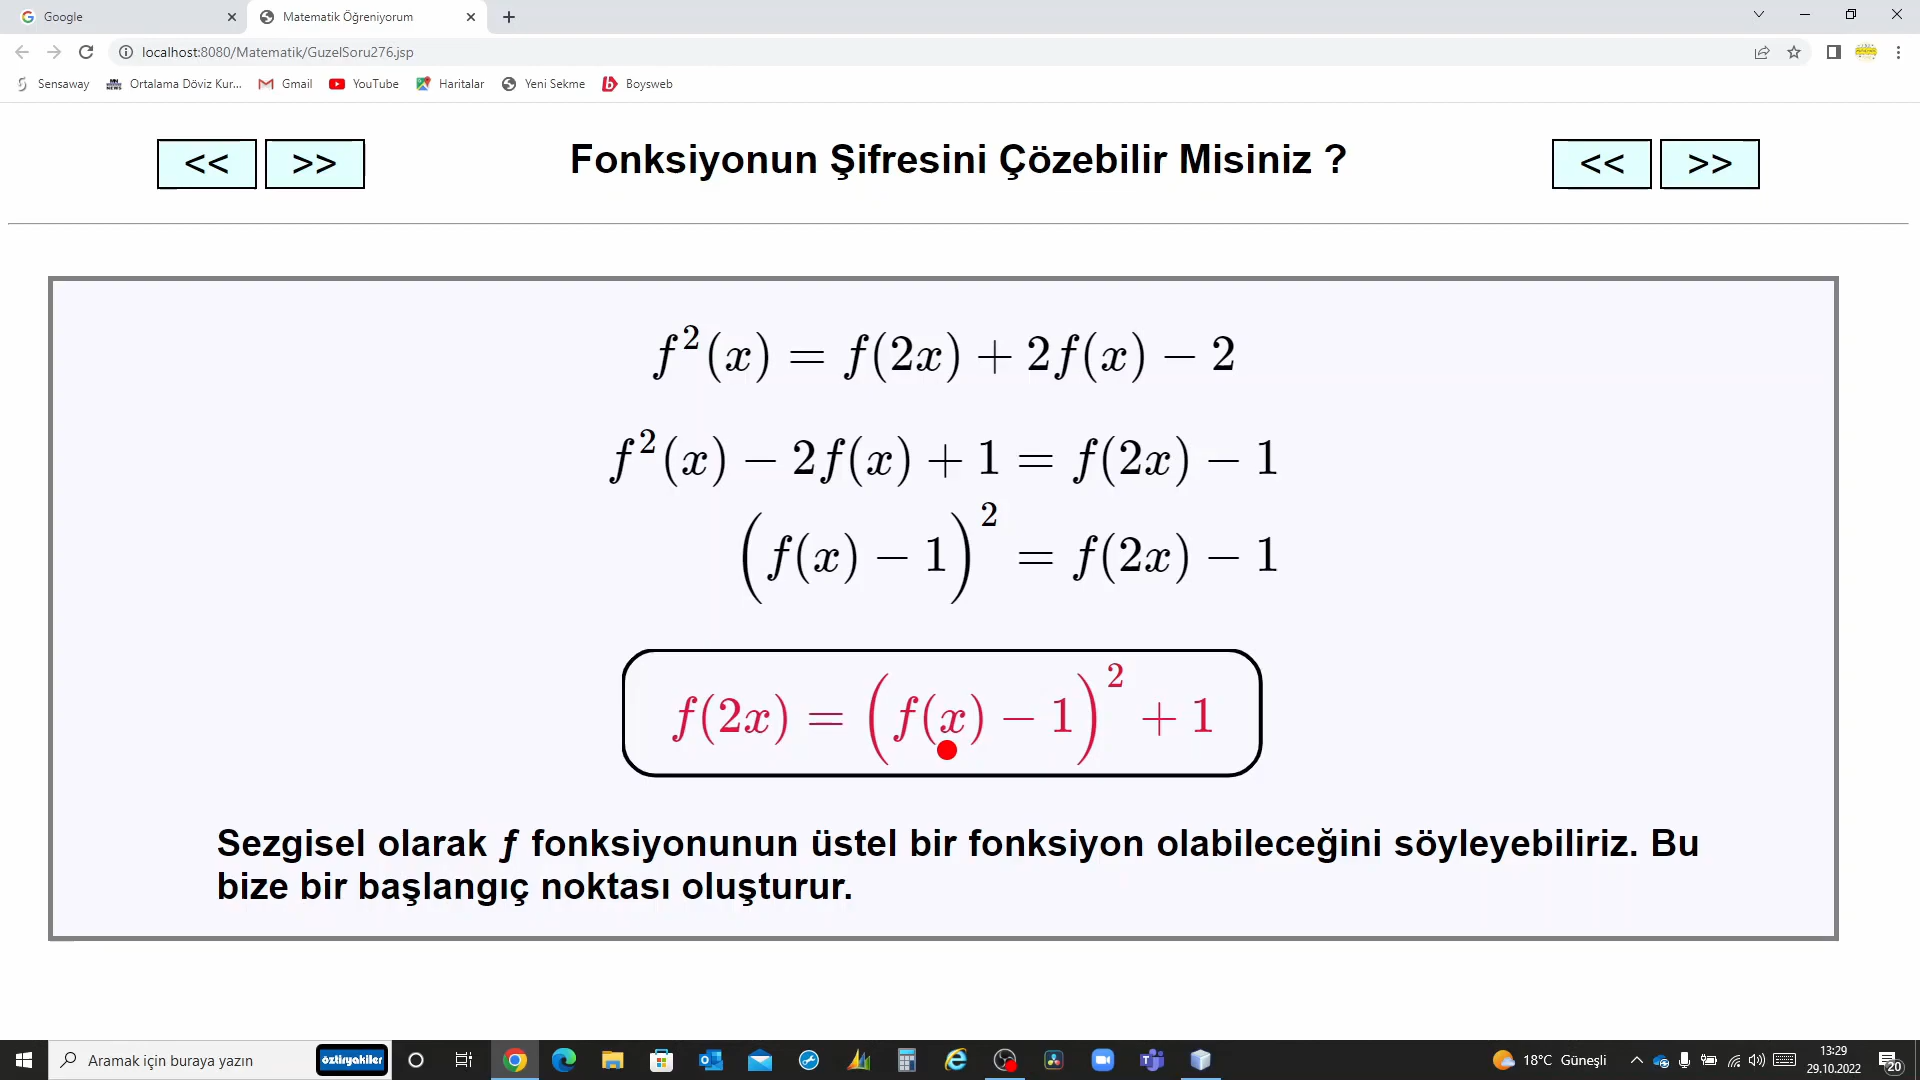 Google
Matematik Öğreniyorum
localhost:8080/Matematik/GuzelSoru276.jsp
Sensaway
Ortalama Döviz Kur...
Gmail
YouTube
Haritalar
Yeni Sekme
Boysweb
<< >> Fonksiyonun Şifresini Çözebilir Misiniz ? << >>
f²(x) = f(2x) + 2f(x) − 2
f²(x) − 2f(x) + 1 = f(2x) − 1
(f(x) − 1)² = f(2x) − 1
f(2x) = (f(x) − 1)² + 1
Sezgisel olarak ƒ fonksiyonunun üstel bir fonksiyon olabileceğini söyleyebiliriz. Bu
bize bir başlangıç noktası oluşturur.
Aramak için buraya yazın
öztiryakiler
18°C Güneşli
13:29
29.10.2022
20